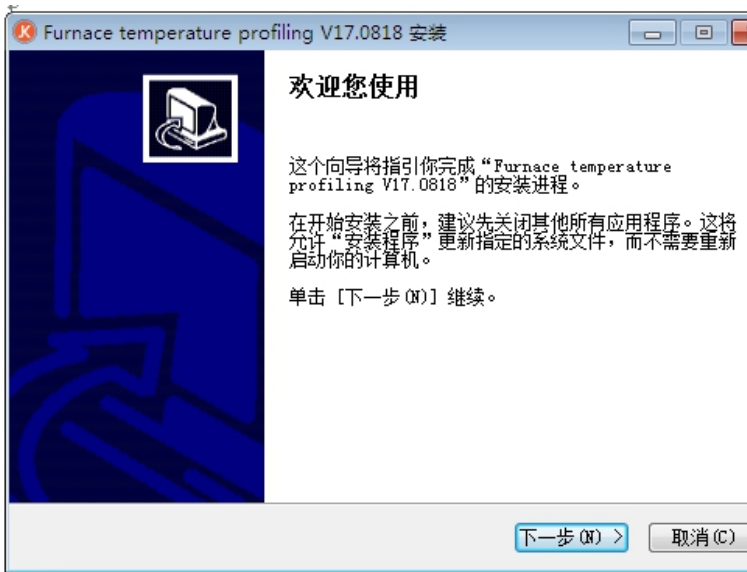 Furnace temperature profiling V17.0818 安装
欢迎您使用
这个向导将指引你完成“Furnace temperature
profiling V17.0818”的安装进程。
在开始安装之前，建议先关闭其他所有应用程序。这将
允许“安装程序”更新指定的系统文件，而不需要重新
启动你的计算机。
单击 [下一步(N)] 继续。
下一步(N) >
取消(C)